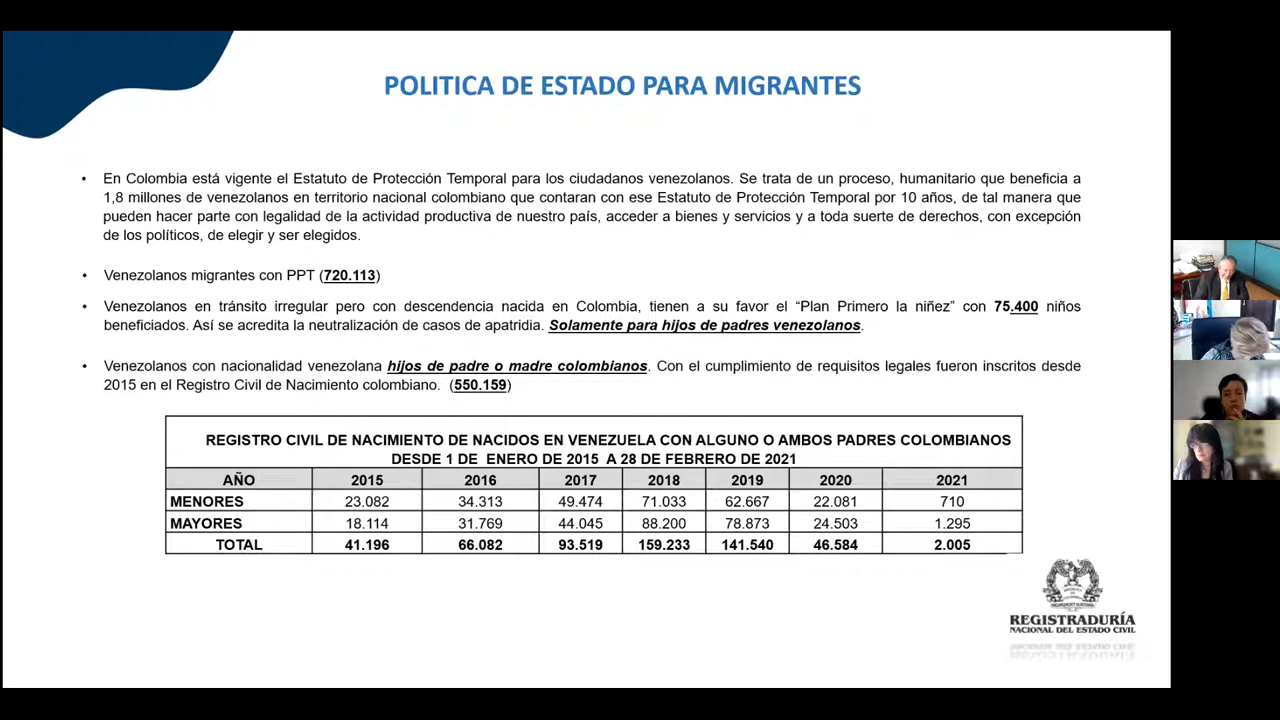 POLITICA DE ESTADO PARA MIGRANTES
• En Colombia está vigente el Estatuto de Protección Temporal para los ciudadanos venezolanos. Se trata de un proceso, humanitario que beneficia a
1,8 millones de venezolanos en territorio nacional colombiano que contaran con ese Estatuto de Protección Temporal por 10 años, de tal manera que
pueden hacer parte con legalidad de la actividad productiva de nuestro país, acceder a bienes y servicios y a toda suerte de derechos, con excepción
de los políticos, de elegir y ser elegidos.
• Venezolanos migrantes con PPT (720.113)
• Venezolanos en tránsito irregular pero con descendencia nacida en Colombia, tienen a su favor el “Plan Primero la niñez” con 75.400 niños
beneficiados. Así se acredita la neutralización de casos de apatridia. Solamente para hijos de padres venezolanos.
• Venezolanos con nacionalidad venezolana hijos de padre o madre colombianos. Con el cumplimiento de requisitos legales fueron inscritos desde
2015 en el Registro Civil de Nacimiento colombiano. (550.159)
REGISTRO CIVIL DE NACIMIENTO DE NACIDOS EN VENEZUELA CON ALGUNO O AMBOS PADRES COLOMBIANOS
DESDE 1 DE ENERO DE 2015 A 28 DE FEBRERO DE 2021
AÑO 2015 2016 2017 2018 2019 2020 2021
MENORES 23.082 34.313 49.474 71.033 62.667 22.081 710
MAYORES 18.114 31.769 44.045 88.200 78.873 24.503 1.295
TOTAL 41.196 66.082 93.519 159.233 141.540 46.584 2.005
REGISTRADURÍA
NACIONAL DEL ESTADO CIVIL